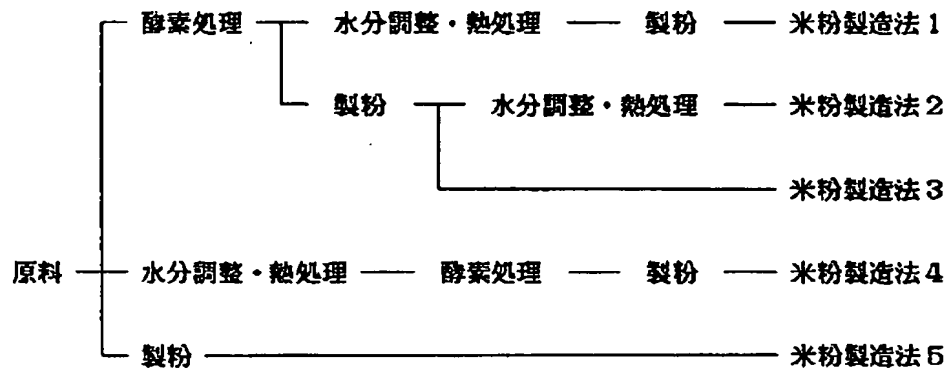 酵素処理 水分調整・熱処理 製粉 米粉製造法1
製粉 水分調整・熱処理 米粉製造法2
米粉製造法3
原料 水分調整・熱処理 酵素処理 製粉 米粉製造法4
製粉 米粉製造法5